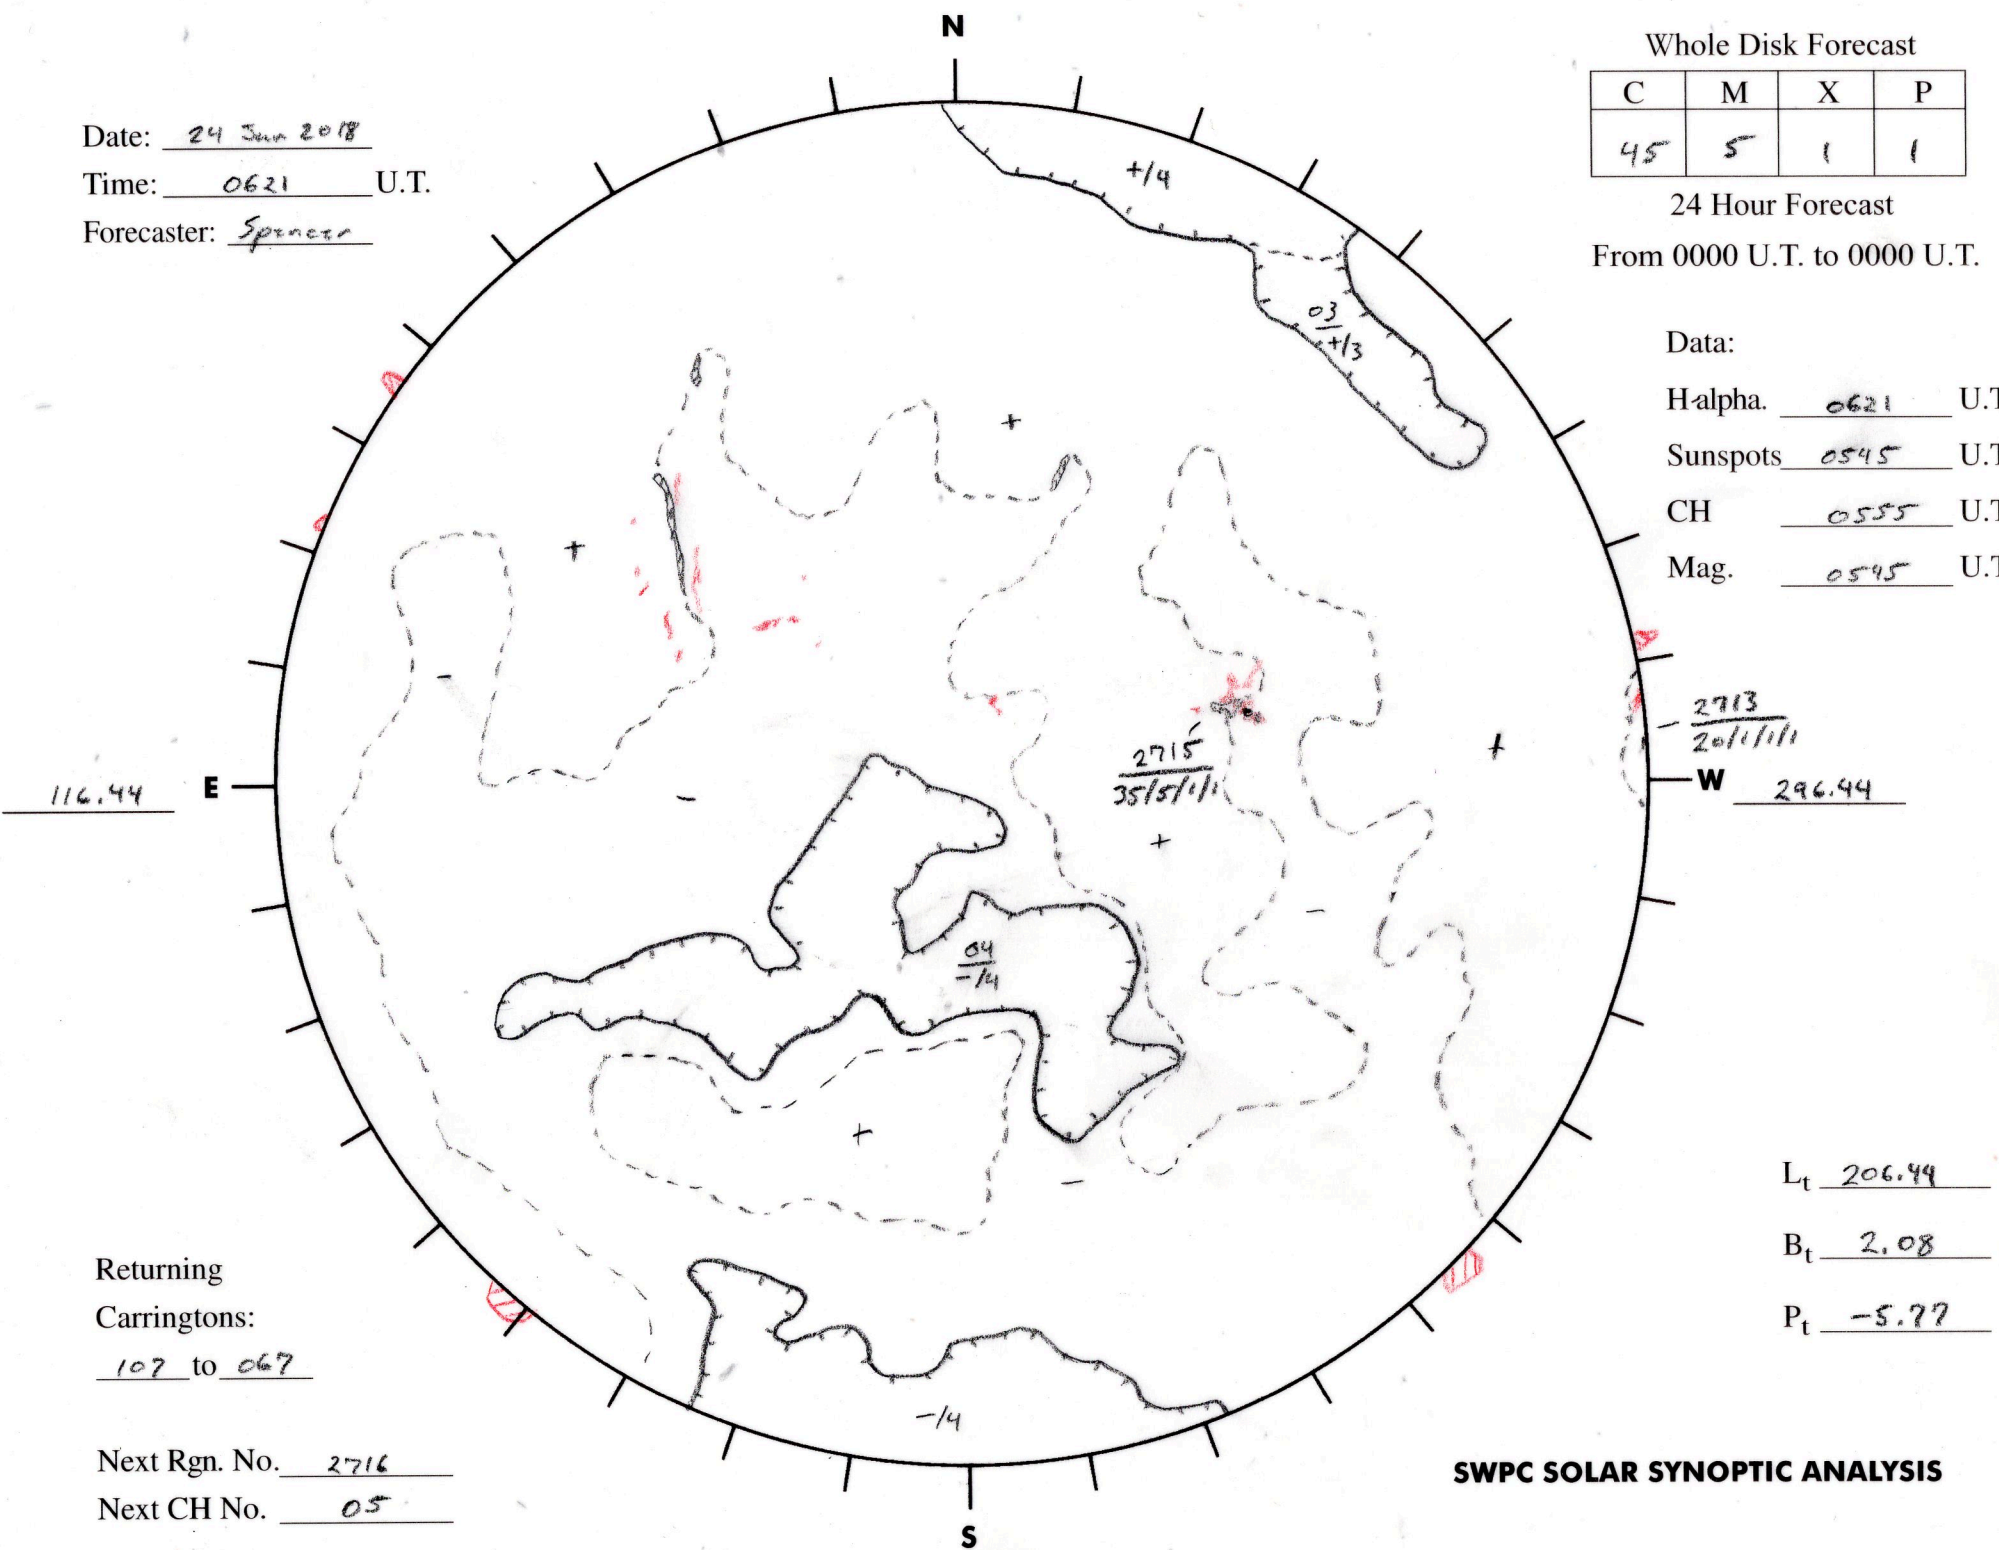 N
Whole Disk Forecast
C M X P
45 5 1 1
24 Hour Forecast
From 0000 U.T. to 0000 U.T.
Date: 24 Jun 2018
Time: 0621 U.T.
Forecaster: Spencer
Data:
H-alpha. 0621 U.T
Sunspots 0545 U.T
CH 0555 U.T
Mag. 0545 U.T
+/4
03
+/3
+
+
-
-
+
+
-
2713
20/1/1/1
2715
35/5/1/1
116.44 E
W 296.44
04
-/4
+
-
-/4
Lt 206.44
Bt 2.08
Pt -5.77
Returning
Carringtons:
107 to 067
Next Rgn. No. 2716
Next CH No. 05
SWPC SOLAR SYNOPTIC ANALYSIS
S